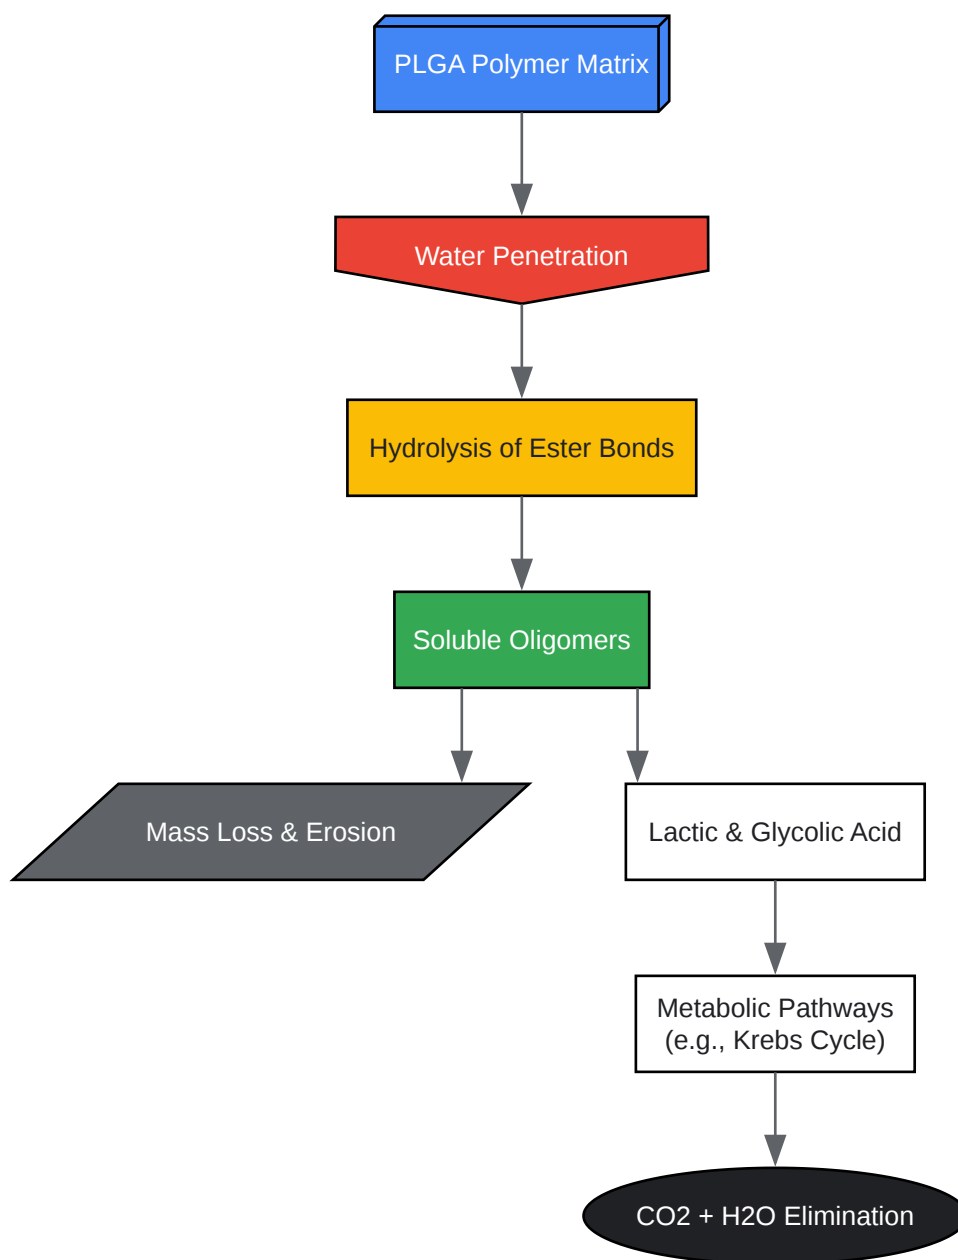 PLGA Polymer Matrix
Water Penetration
Hydrolysis of Ester Bonds
Soluble Oligomers
Mass Loss & Erosion
Lactic & Glycolic Acid
Metabolic Pathways
(e.g., Krebs Cycle)
CO2 + H2O Elimination